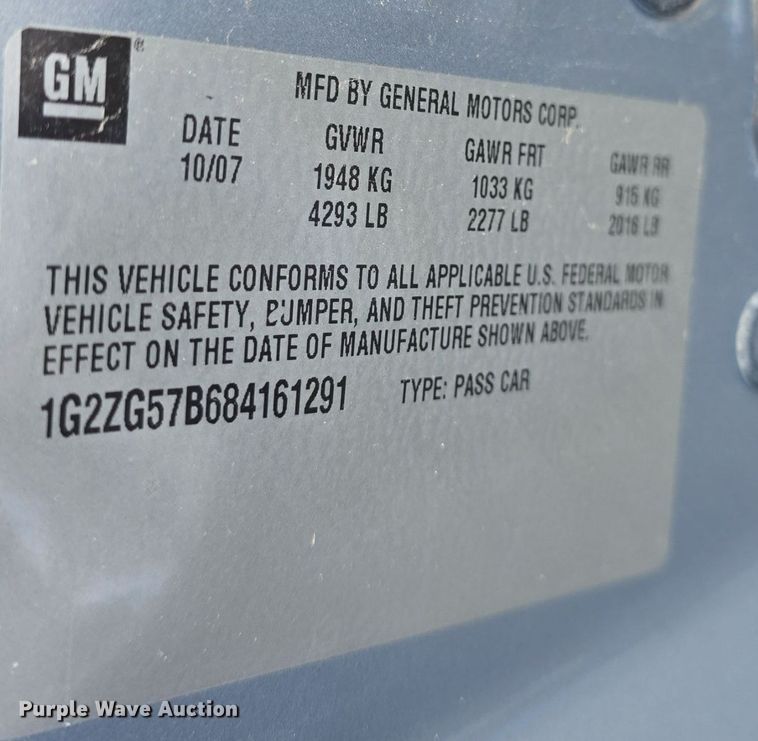 GM ®
MFD BY GENERAL MOTORS CORP.
DATE GVWR GAWR FRT GAWR RR
10/07 1948 KG 1033 KG 915 KG
4293 LB 2277 LB 2016 LB
THIS VEHICLE CONFORMS TO ALL APPLICABLE U.S. FEDERAL MOTOR
VEHICLE SAFETY, BUMPER, AND THEFT PREVENTION STANDARDS IN
EFFECT ON THE DATE OF MANUFACTURE SHOWN ABOVE.
1G2ZG57B684161291 TYPE: PASS CAR
Purple Wave Auction